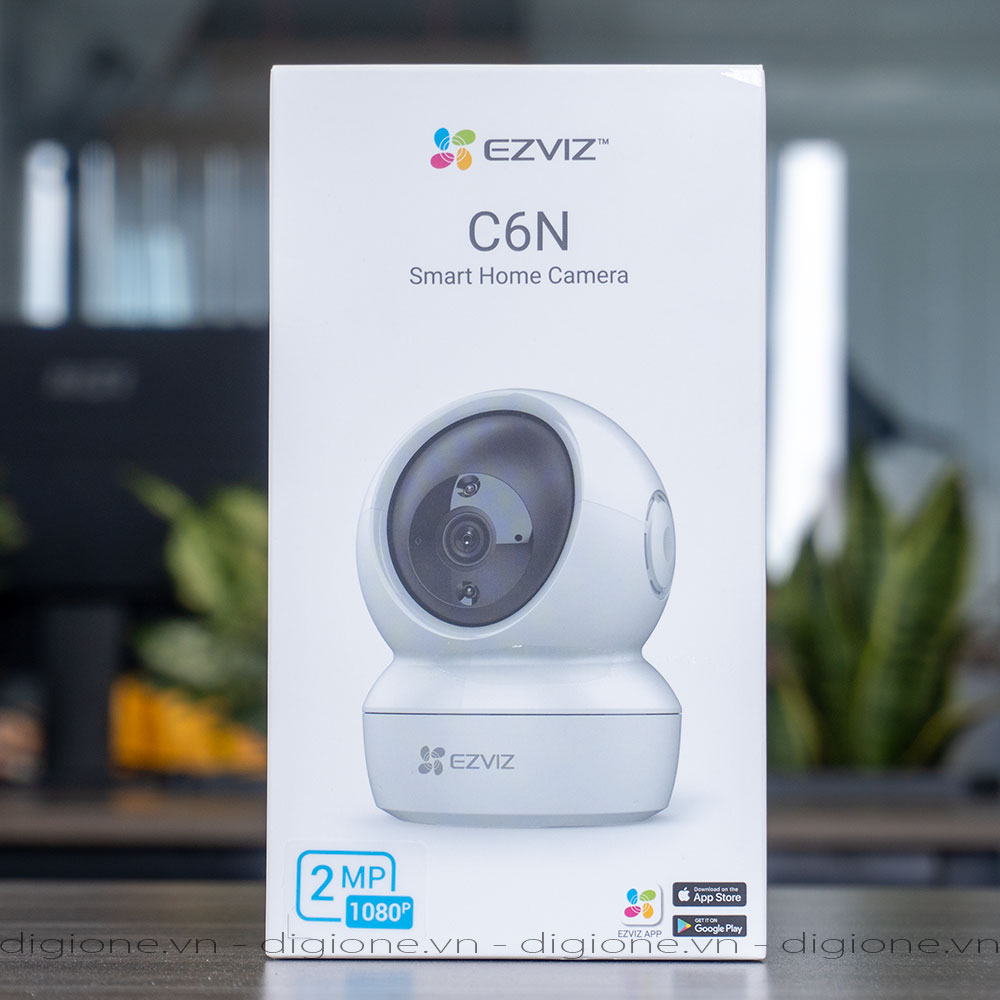 EZVIZ™
C6N
Smart Home Camera
EZVIZ
2 MP
1080P
EZVIZ APP
Download on the
App Store
GET IT ON
Google Play
digione.vn - digione.vn - digione.vn - digione.vn